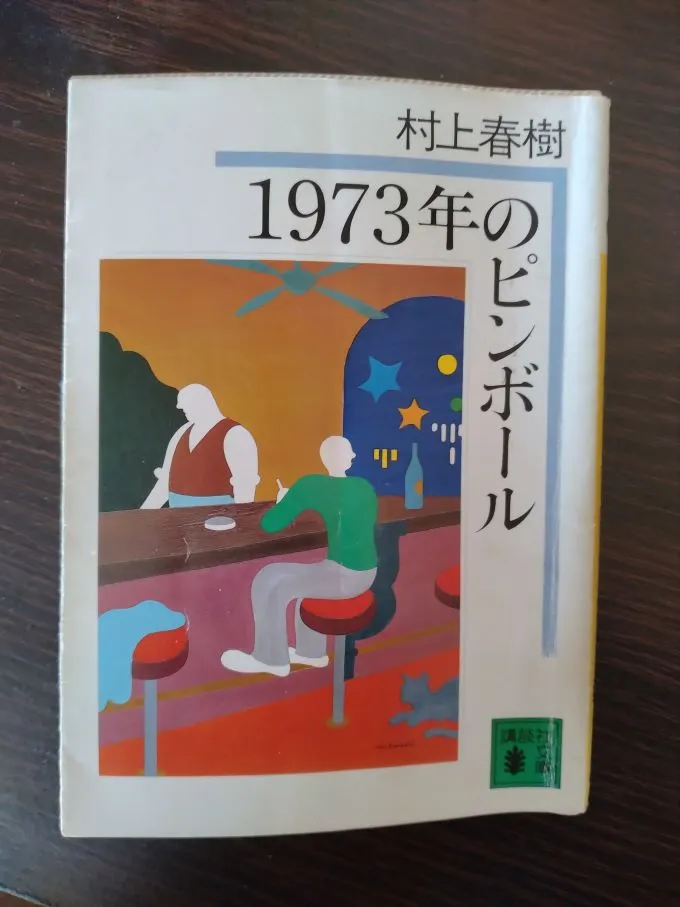 村上春樹
1973年のピンボール
講談社
文庫